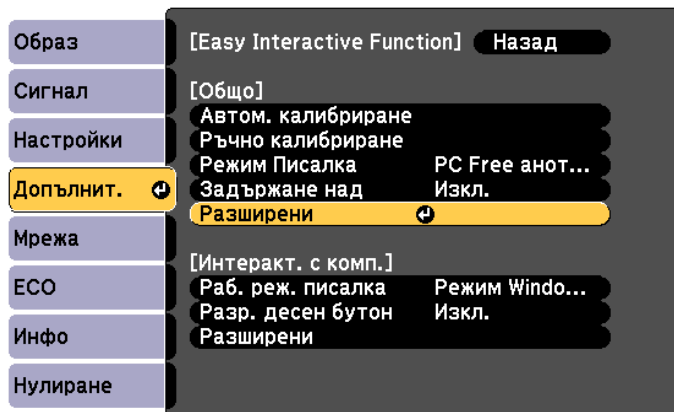 Образ
Сигнал
Настройки
Допълнит.
Мрежа
ECO
Инфо
Нулиране
[Easy Interactive Function] Назад
[Общо]
Автом. калибриране
Ръчно калибриране
Режим Писалка PC Free анот...
Задържане над Изкл.
Разширени
[Интеракт. с комп.]
Раб. реж. писалка Режим Windo...
Разр. десен бутон Изкл.
Разширени